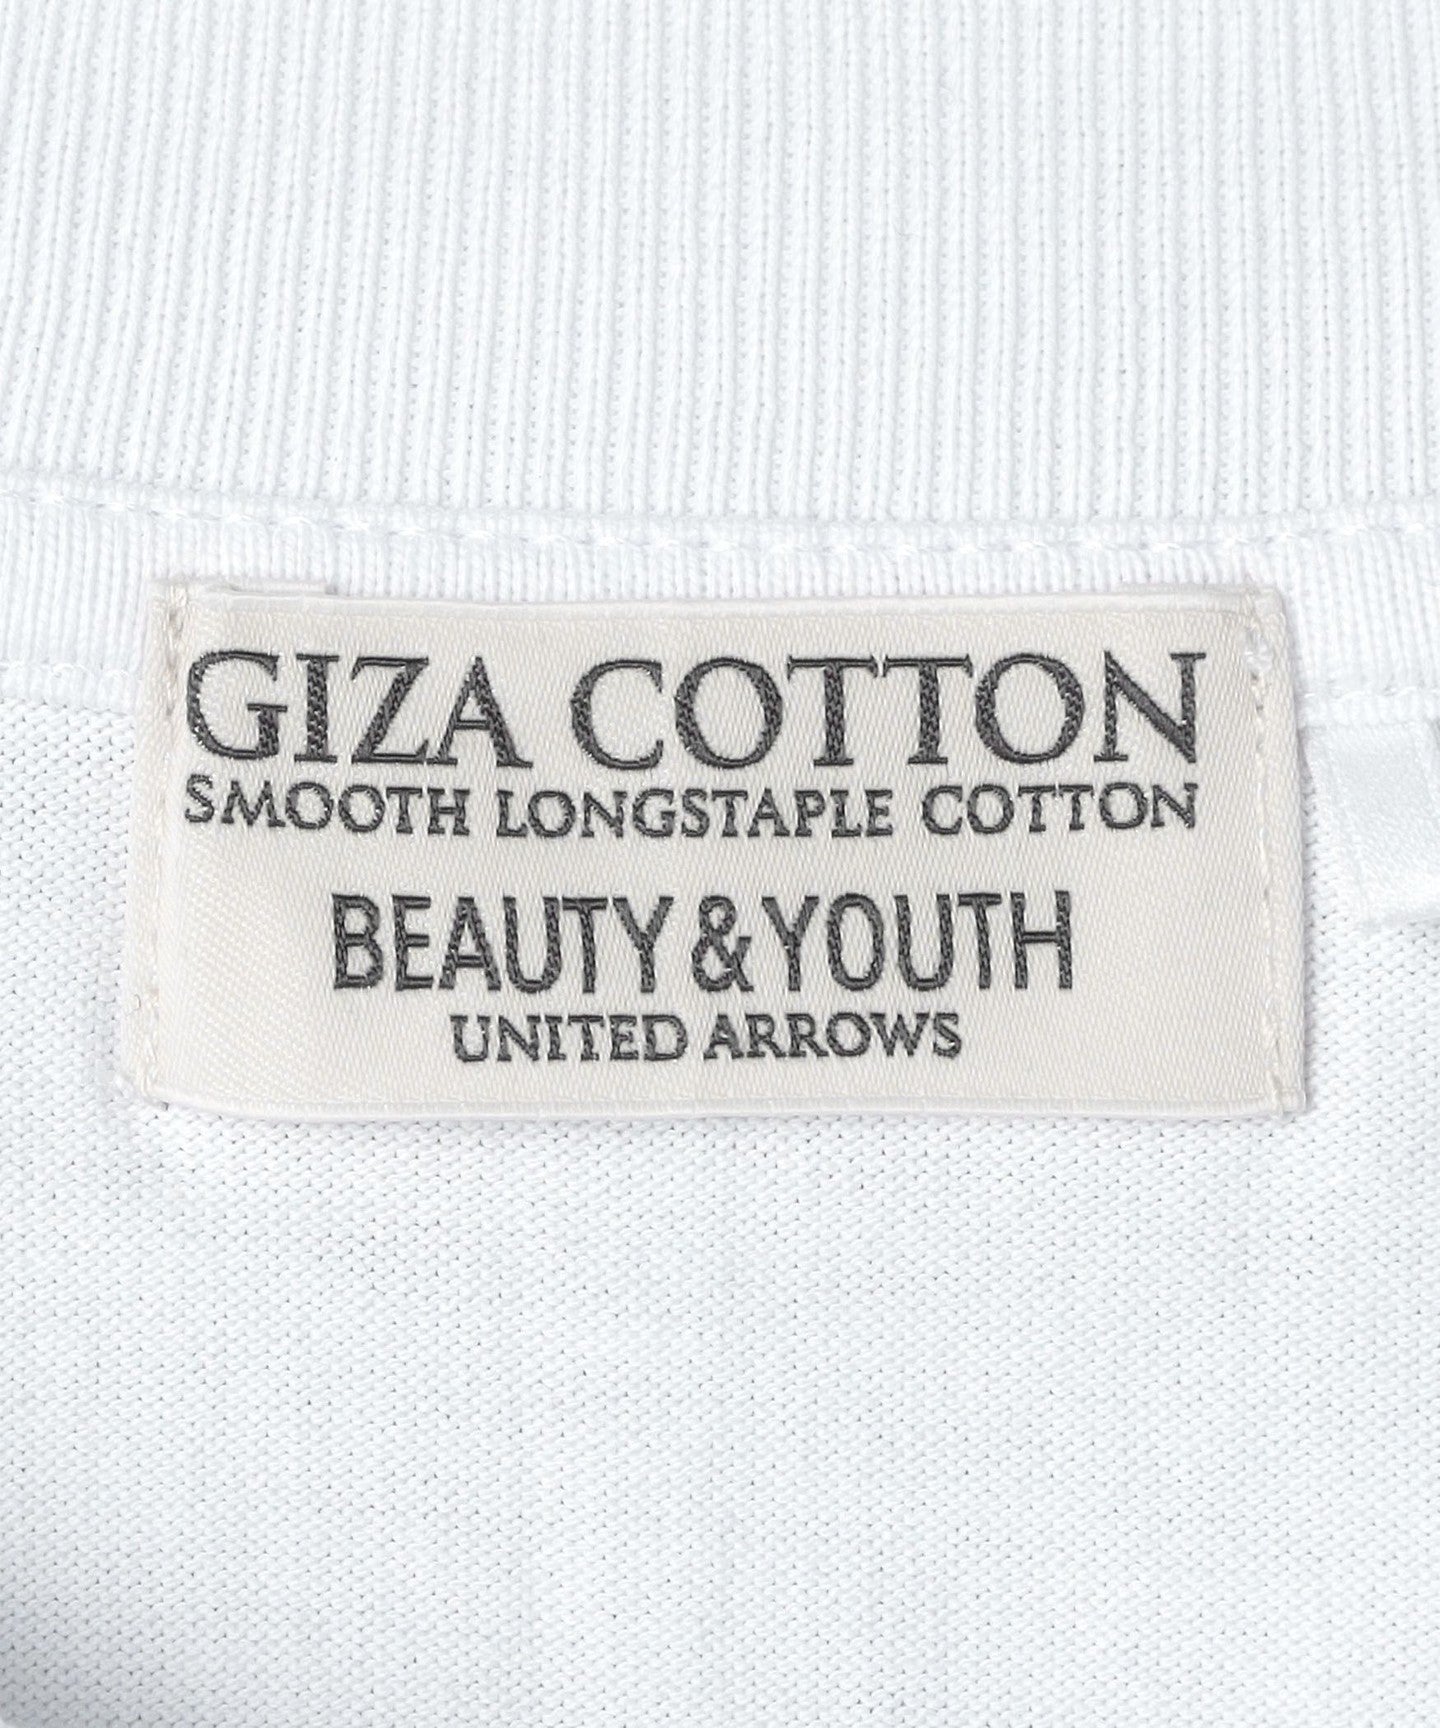 GIZA COTTON
SMOOTH LONGSTAPLE COTTON
BEAUTY & YOUTH
UNITED ARROWS